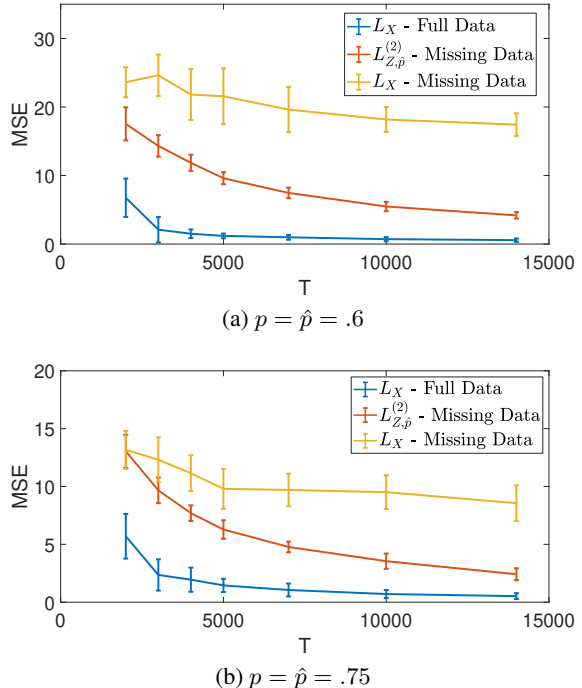 30
20
10
0
MSE
L_X - Full Data
L_{Z,p̂}^{(2)} - Missing Data
L_X - Missing Data
0 5000 10000 15000
T
(a) p = p̂ = .6
20
15
10
5
0
MSE
L_X - Full Data
L_{Z,p̂}^{(2)} - Missing Data
L_X - Missing Data
0 5000 10000 15000
T
(b) p = p̂ = .75